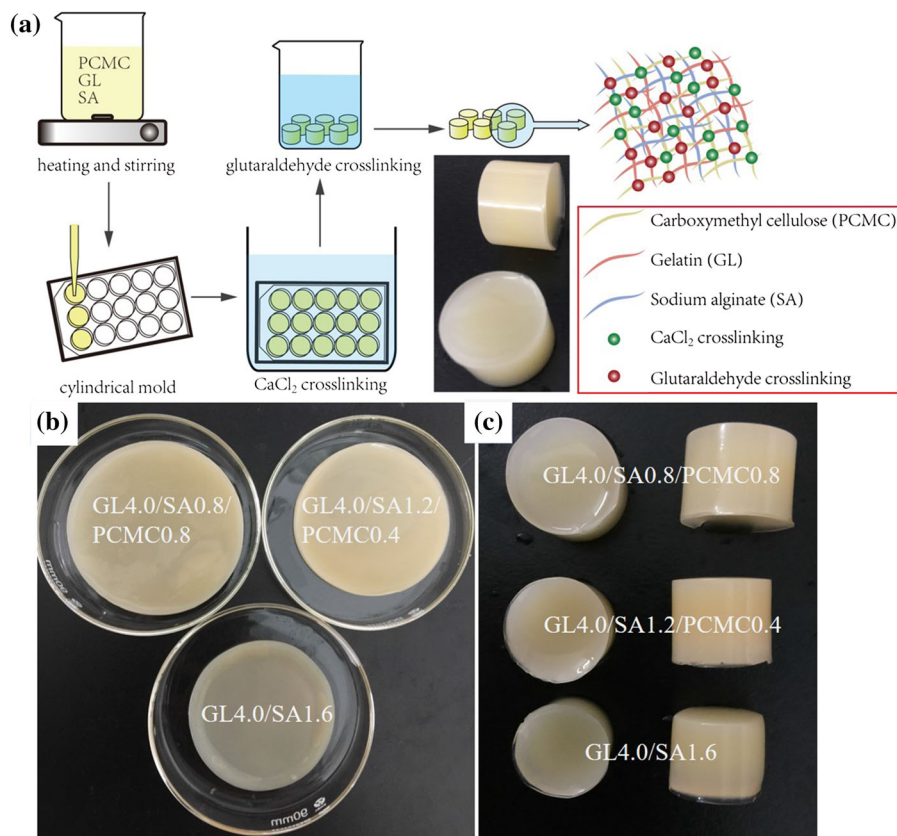 (a)
PCMC
GL
SA
heating and stirring
glutaraldehyde crosslinking
cylindrical mold
CaCl₂ crosslinking
Carboxymethyl cellulose (PCMC)
Gelatin (GL)
Sodium alginate (SA)
CaCl₂ crosslinking
Glutaraldehyde crosslinking
(b)
GL4.0/SA0.8/
PCMC0.8
GL4.0/SA1.2/
PCMC0.4
GL4.0/SA1.6
90mm
90mm
(c)
GL4.0/SA0.8/PCMC0.8
GL4.0/SA1.2/PCMC0.4
GL4.0/SA1.6